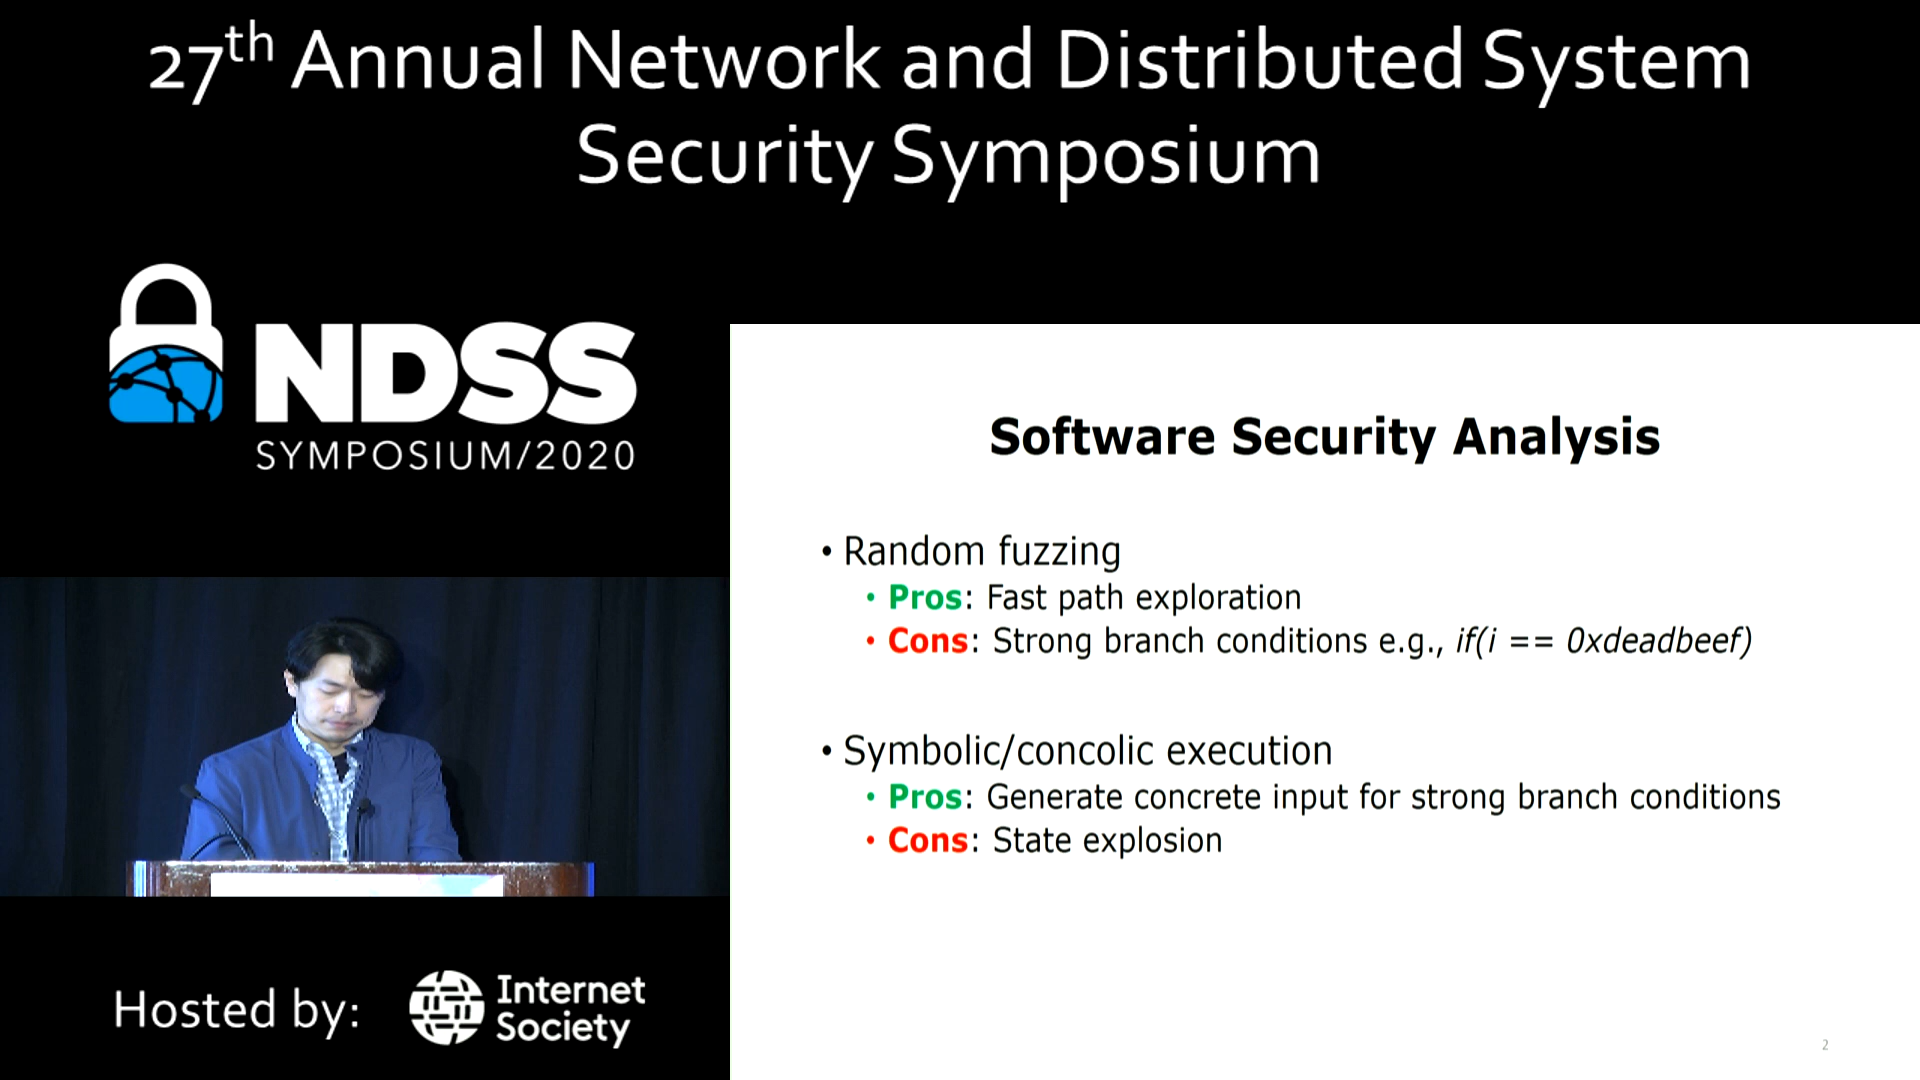 27th Annual Network and Distributed System
Security Symposium
NDSS
SYMPOSIUM/2020
Software Security Analysis
• Random fuzzing
• Pros: Fast path exploration
• Cons: Strong branch conditions e.g., if(i == 0xdeadbeef)
• Symbolic/concolic execution
• Pros: Generate concrete input for strong branch conditions
• Cons: State explosion
Hosted by:
Internet
Society
2